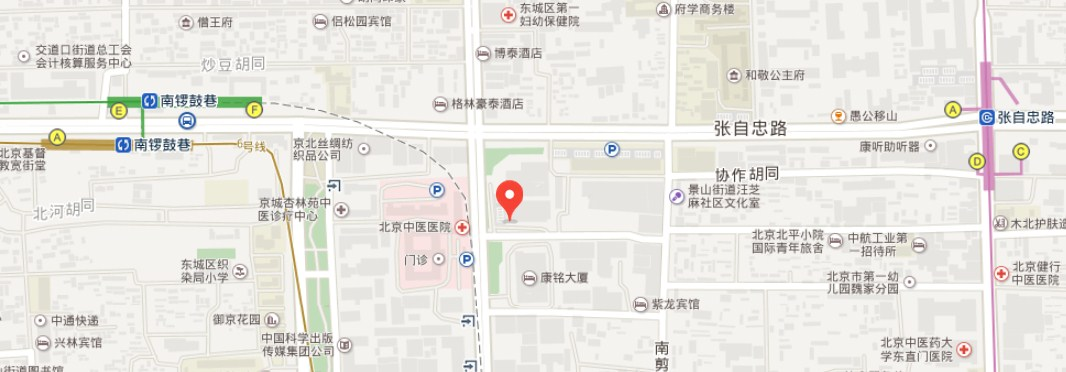 僧王府
侣松园宾馆
东城区第一
妇幼保健院
府学商务楼
交道口街道总工会
会计核算服务中心
炒豆胡同
博泰酒店
和敬公主府
南锣鼓巷
E
F
格林豪泰酒店
愚公移山
A
张自忠路
张自忠路
A
南锣鼓巷
6号线
京北丝绸纺
织品公司
P
康听助听器
D
C
北京基督
教宽街堂
协作胡同
北河胡同
京城杏林苑中
医诊疗中心
P
景山街道汪芝
麻社区文化室
北京中医医院
北京北平小院
国际青年旅舍
中航工业第
一招待所
木北护肤造
门诊
P
东城区织
染局小学
康铭大厦
北京市第一幼
儿园魏家分园
北京健行
中医医院
紫龙宾馆
中通快递
御京花园
兴林宾馆
中国科学出版
传媒集团公司
南
剪
北京中医药大
学东直门医院